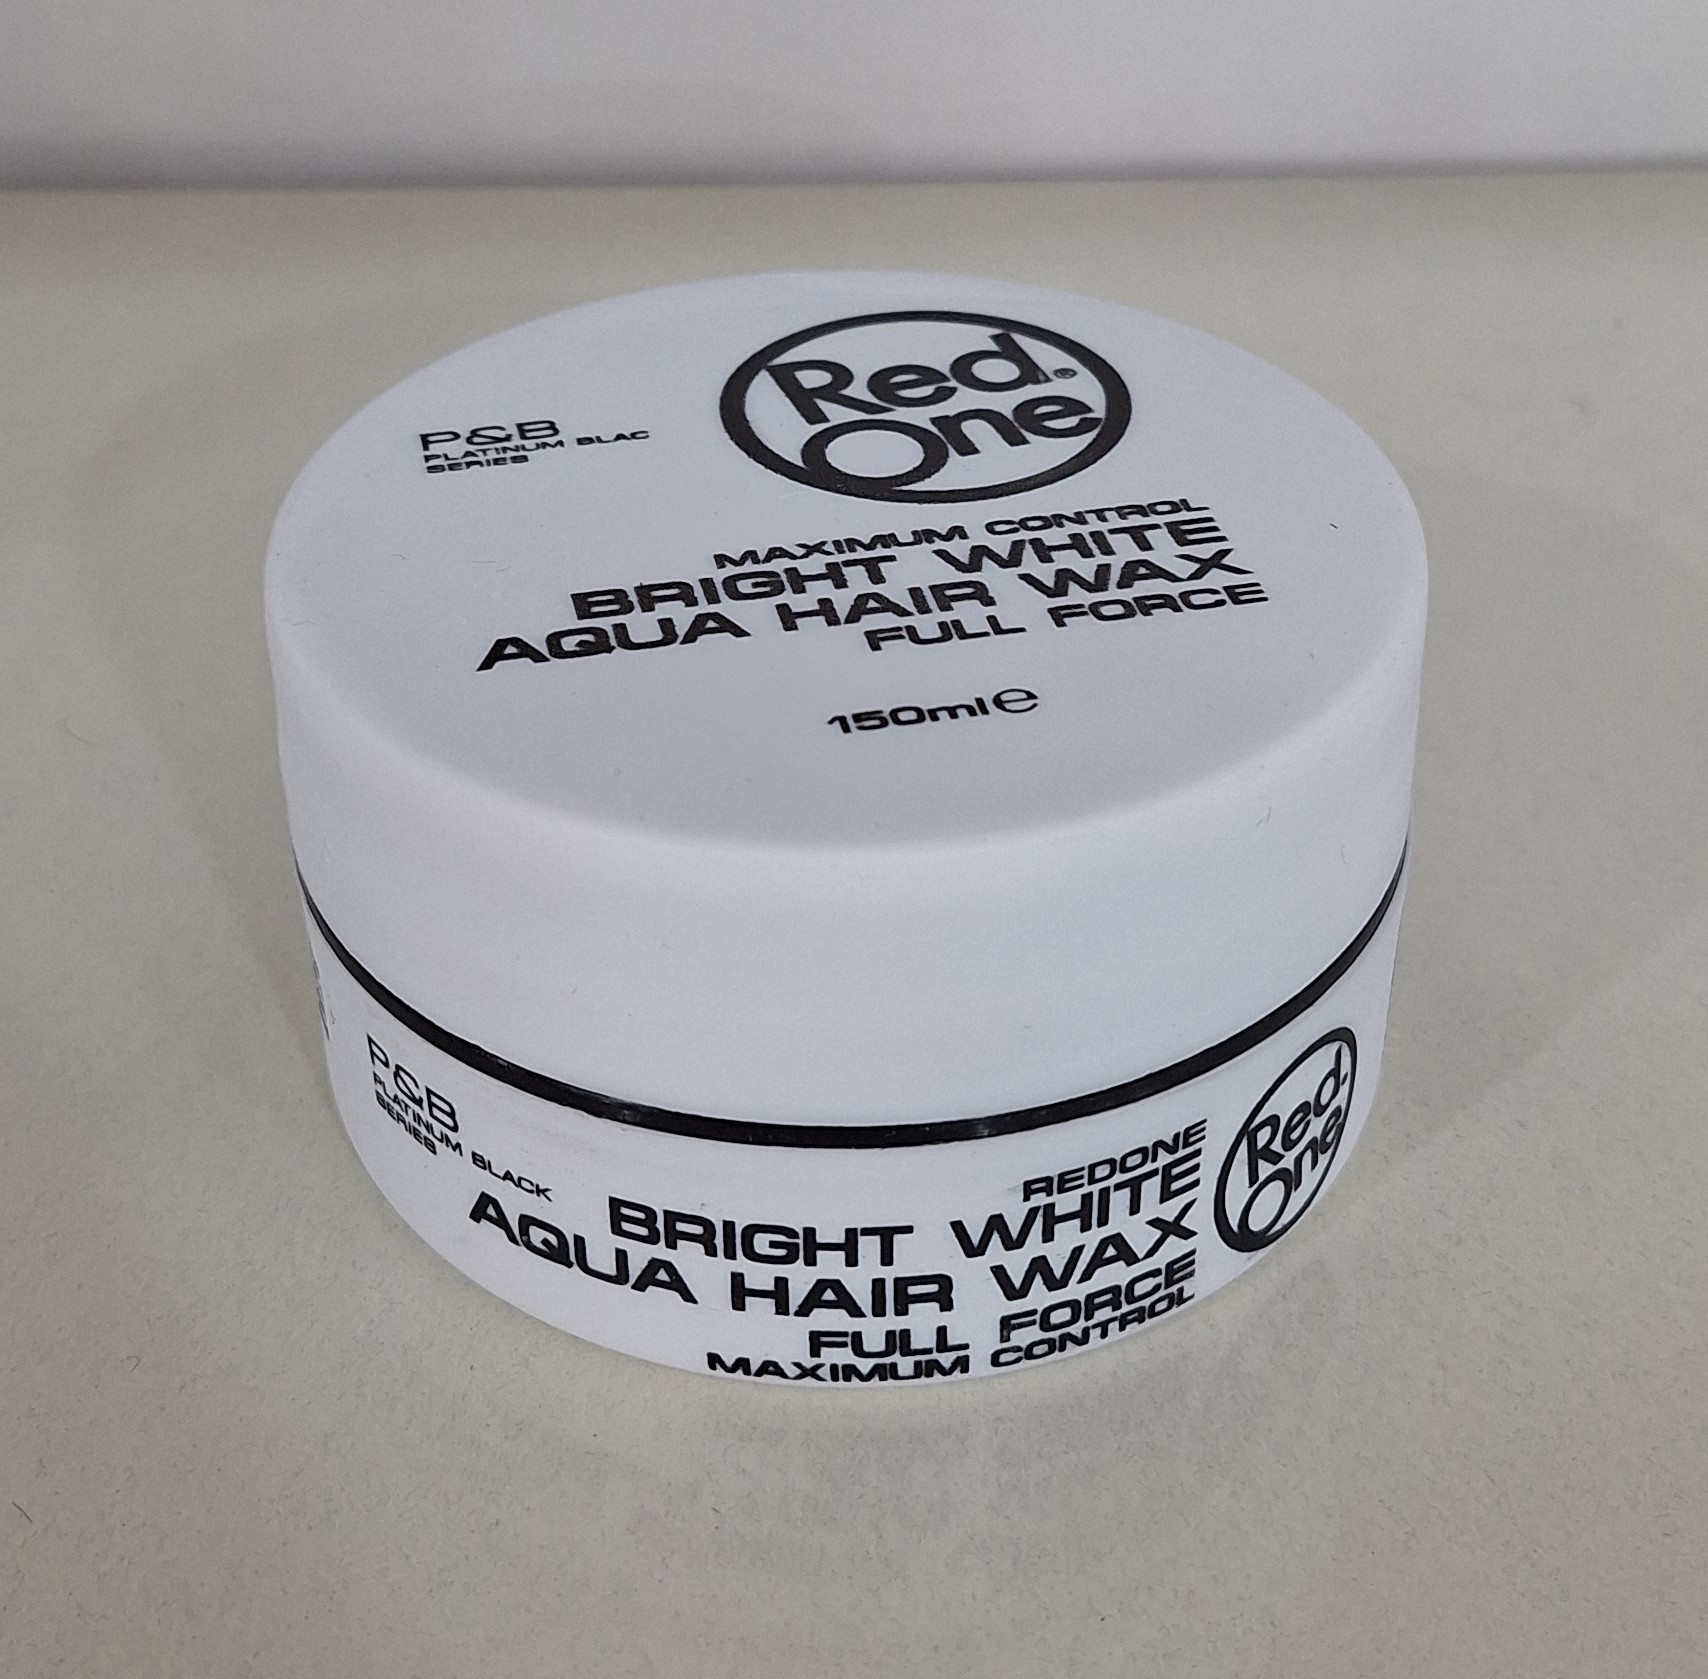 Red.®
One
P&B
PLATINUM BLAC
SERIES
MAXIMUM CONTROL
BRIGHT WHITE
AQUA HAIR WAX
FULL FORCE
150ml e
P&B
PLATINUM BLACK
SERIES
REDONE
BRIGHT WHITE
AQUA HAIR WAX
FULL FORCE
MAXIMUM CONTROL
Red.
One